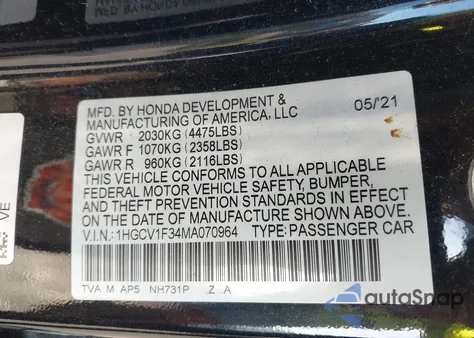 MFD. BY HONDA DEVELOPMENT & 05/'21
MANUFACTURING OF AMERICA, LLC
GVWR 2030KG (4475LBS)
GAWR F 1070KG (2358LBS)
GAWR R 960KG (2116LBS)
THIS VEHICLE CONFORMS TO ALL APPLICABLE
FEDERAL MOTOR VEHICLE SAFETY, BUMPER,
AND THEFT PREVENTION STANDARDS IN EFFECT
ON THE DATE OF MANUFACTURE SHOWN ABOVE.
V.I.N.: 1HGCV1F34MA070964 TYPE: PASSENGER CAR
TVA M AP5 NH731P Z A
VE
autoSnap